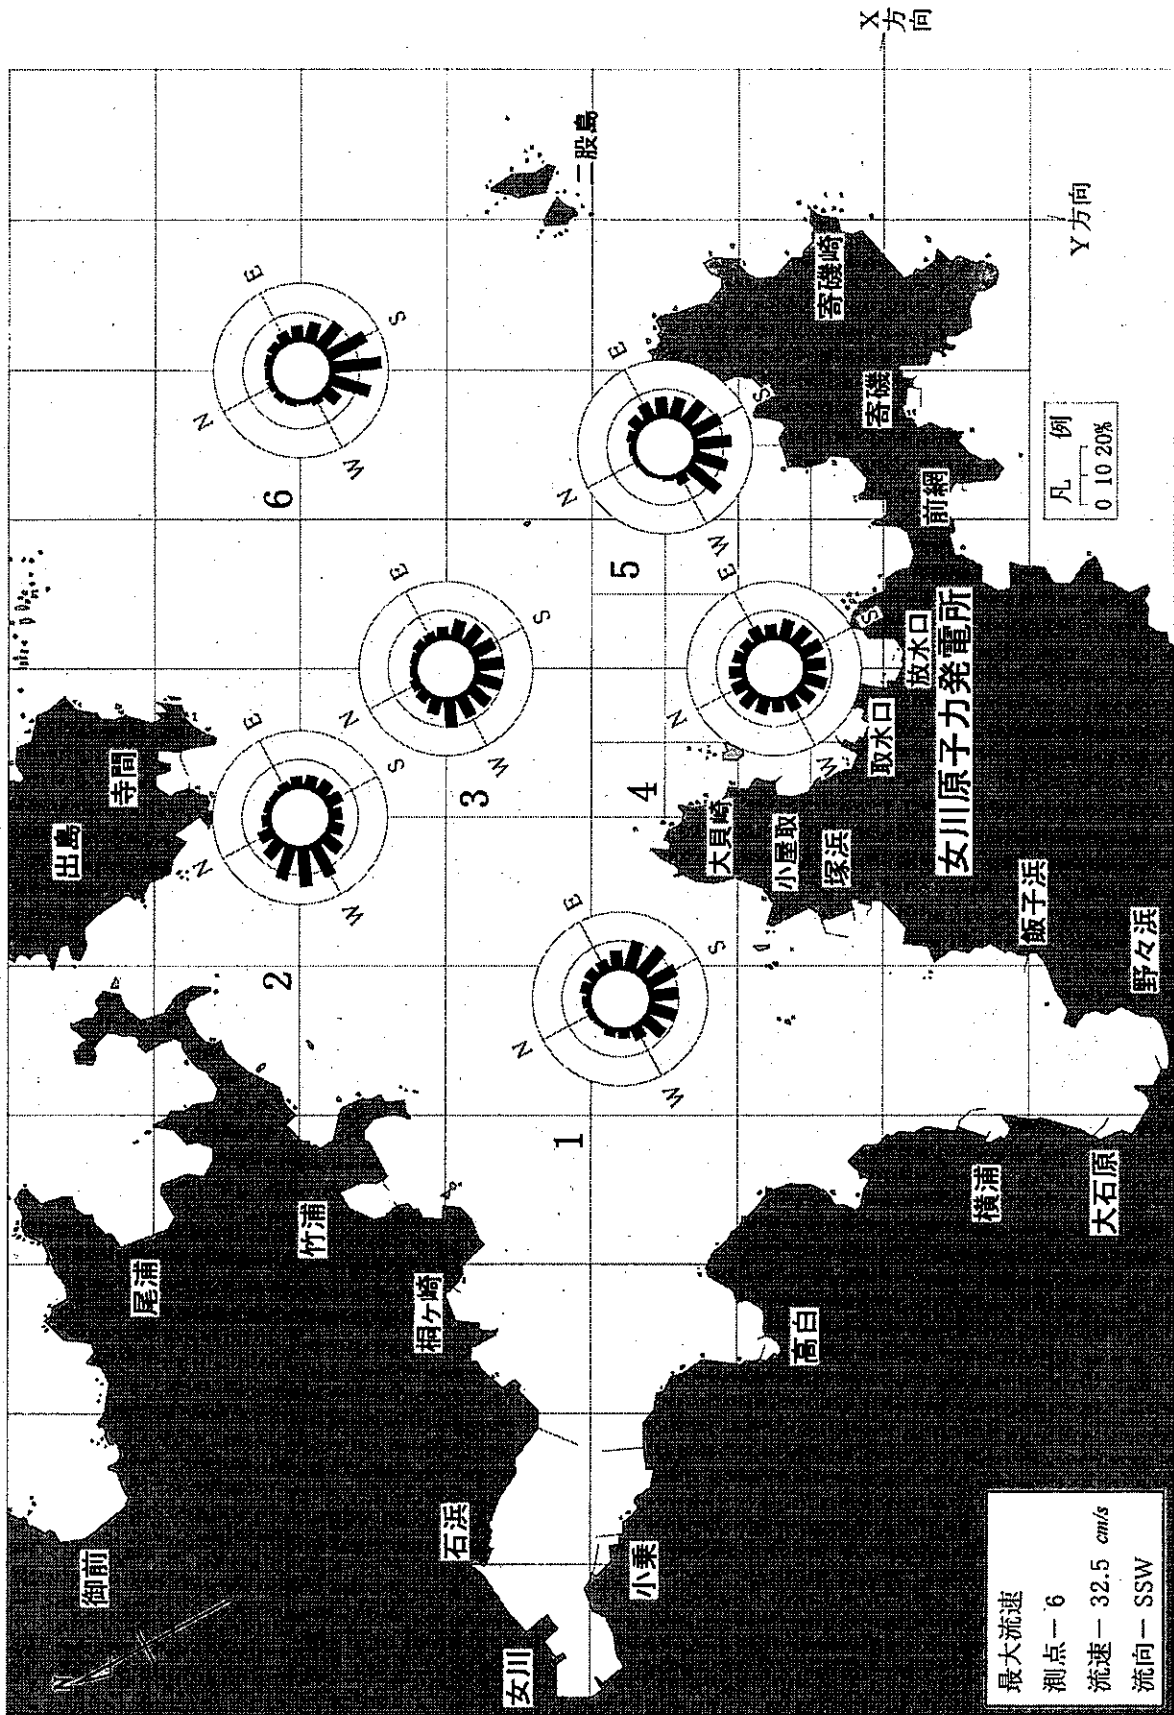 御前
尾浦
竹浦
桐ケ崎
石浜
女川
小乗
高白
横浦
大石原
野々浜
飯子浜
塚浜
小屋取
大貝崎
出島
寺間
二股島
寄磯崎
寄磯
前網
女川原子力発電所
取水口
放水口
X方向
Y方向
N
1
N
E
S
W
2
N
E
S
W
3
N
E
S
W
4
N
E
S
W
5
N
E
S
W
6
N
E
S
W
凡 例
0 10 20%
最大流速
測点－6
流速－32.5 cm/s
流向－SSW